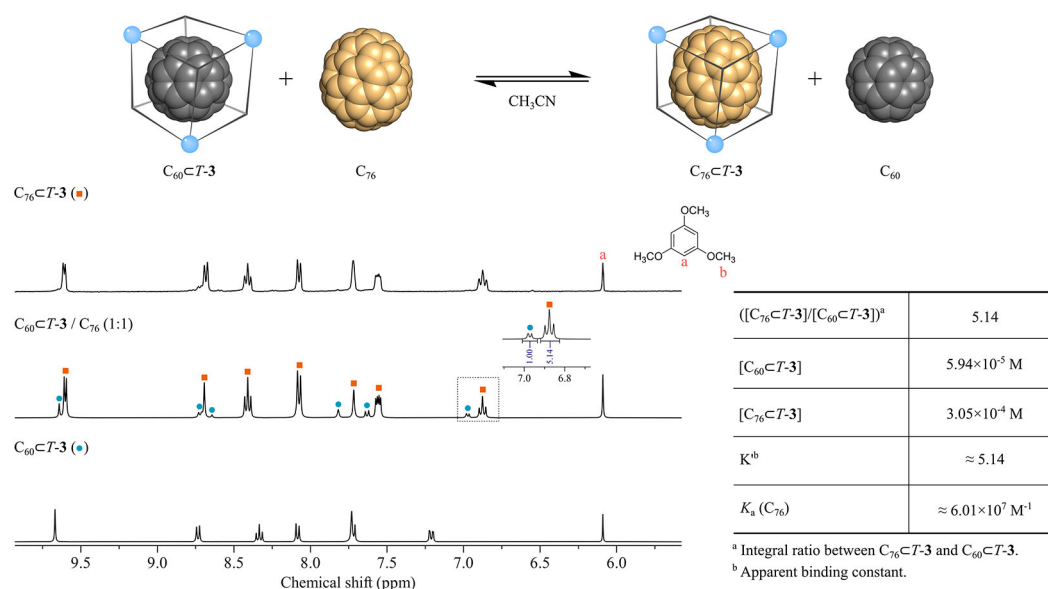 C₆₀⊂T-3
+
C₇₆
CH₃CN
C₇₆⊂T-3
+
C₆₀
C₇₆⊂T-3 (■)
OCH₃
H₃CO
OCH₃
a
b
a
C₆₀⊂T-3 / C₇₆ (1:1)
1.00
5.14
7.0
6.8
C₆₀⊂T-3 (●)
9.5
9.0
8.5
8.0
7.5
7.0
6.5
6.0
Chemical shift (ppm)
([C₇₆⊂T-3]/[C₆₀⊂T-3])ᵃ 5.14
[C₆₀⊂T-3] 5.94×10⁻⁵ M
[C₇₆⊂T-3] 3.05×10⁻⁴ M
K'ᵇ ≈ 5.14
Kₐ (C₇₆) ≈ 6.01×10⁷ M⁻¹
ᵃ Integral ratio between C₇₆⊂T-3 and C₆₀⊂T-3.
ᵇ Apparent binding constant.